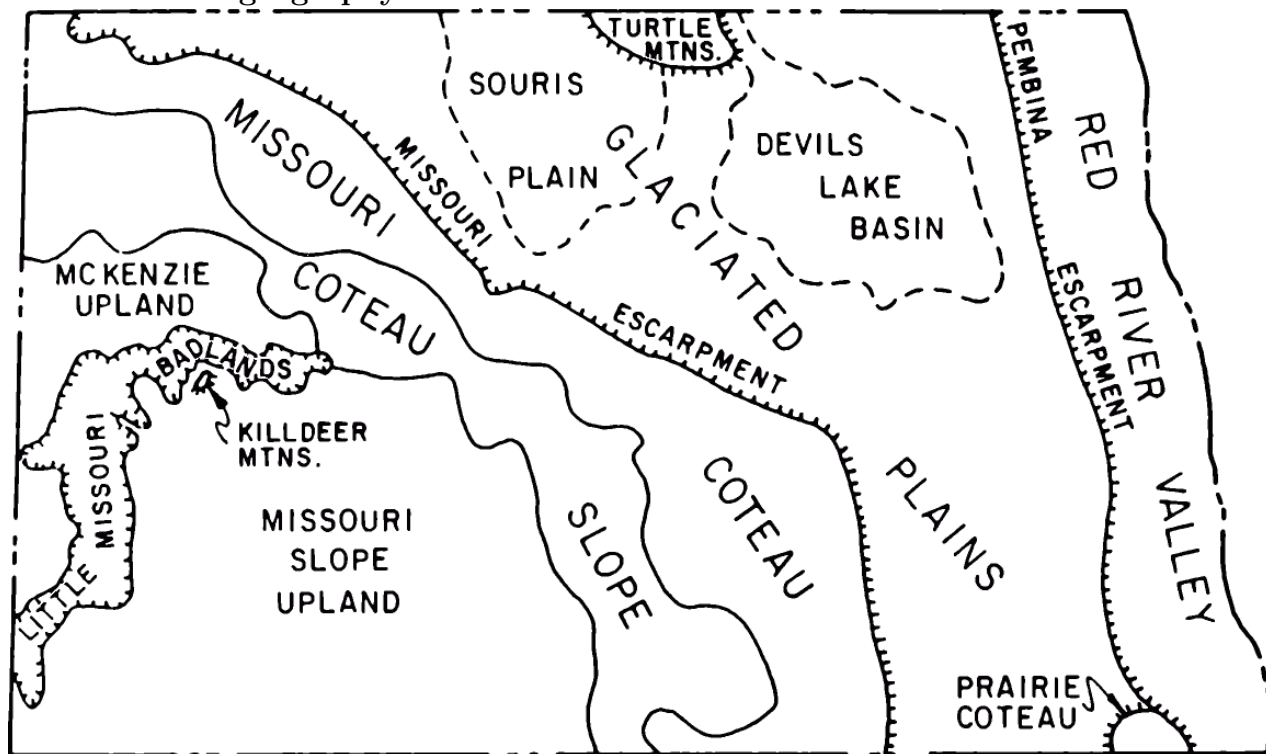 TURTLE
MTNS.
SOURIS
PLAIN
GLACIATED
PLAINS
DEVILS
LAKE
BASIN
PEMBINA
ESCARPMENT
RED
RIVER
VALLEY
MISSOURI
COTEAU
MISSOURI
ESCARPMENT
COTEAU
SLOPE
MCKENZIE
UPLAND
LITTLE MISSOURI BADLANDS
KILLDEER
MTNS.
MISSOURI
SLOPE
UPLAND
PRAIRIE
COTEAU